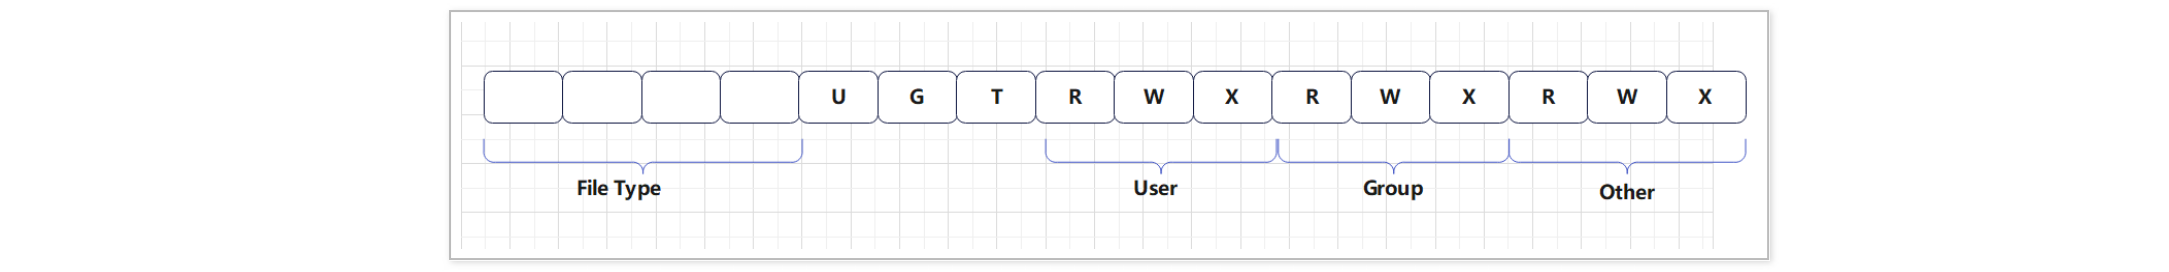 U G T R W X R W X R W X
File Type User Group Other